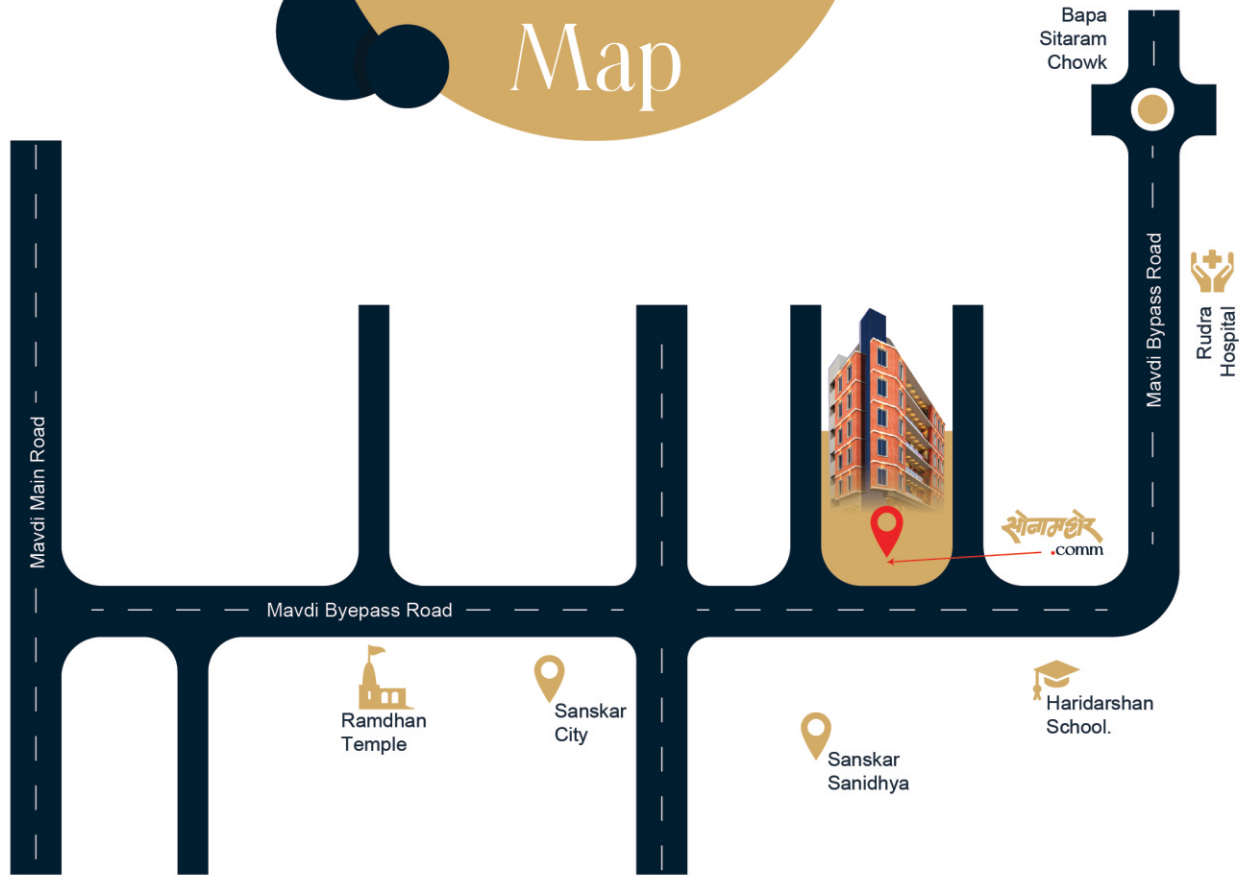 Map
Bapa
Sitaram
Chowk
Mavdi Bypass Road
Rudra
Hospital
Mavdi Main Road
सोनामहोर
.comm
Mavdi Byepass Road
Ramdhan
Temple
Sanskar
City
Sanskar
Sanidhya
Haridarshan
School.